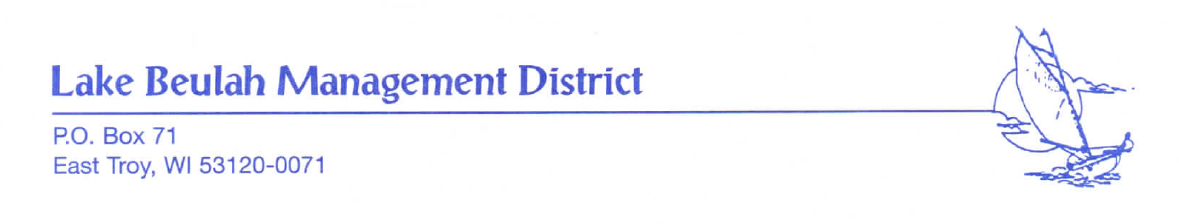 Lake Beulah Management District
P.O. Box 71
East Troy, WI 53120-0071